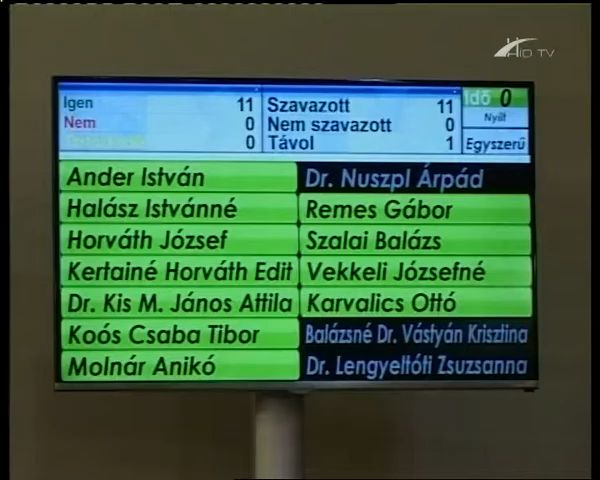 HíD TV
Igen 11
Nem 0
0
Szavazott 11
Nem szavazott 0
Távol 1
Idő 0
Nyílt
Egyszerű
Ander István
Halász Istvánné
Horváth József
Kertainé Horváth Edit
Dr. Kis M. János Attila
Koós Csaba Tibor
Molnár Anikó
Dr. Nuszpl Árpád
Remes Gábor
Szalai Balázs
Vekkeli Józsefné
Karvalics Ottó
Balázsné Dr. Vástyán Krisztina
Dr. Lengyeltóti Zsuzsanna